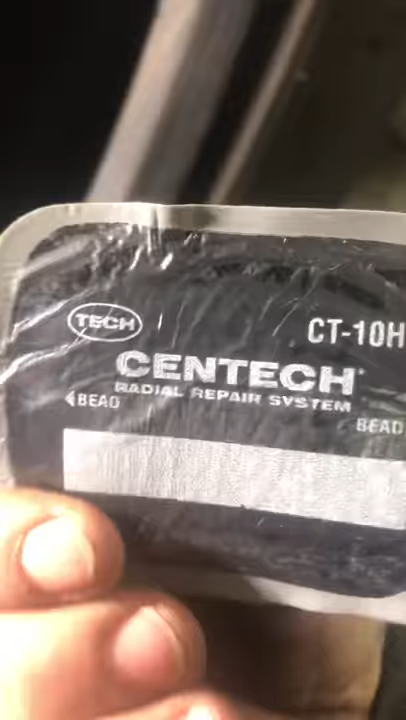 TECH
CT-10H
CENTECH
RADIAL REPAIR SYSTEM
BEAD
BEAD